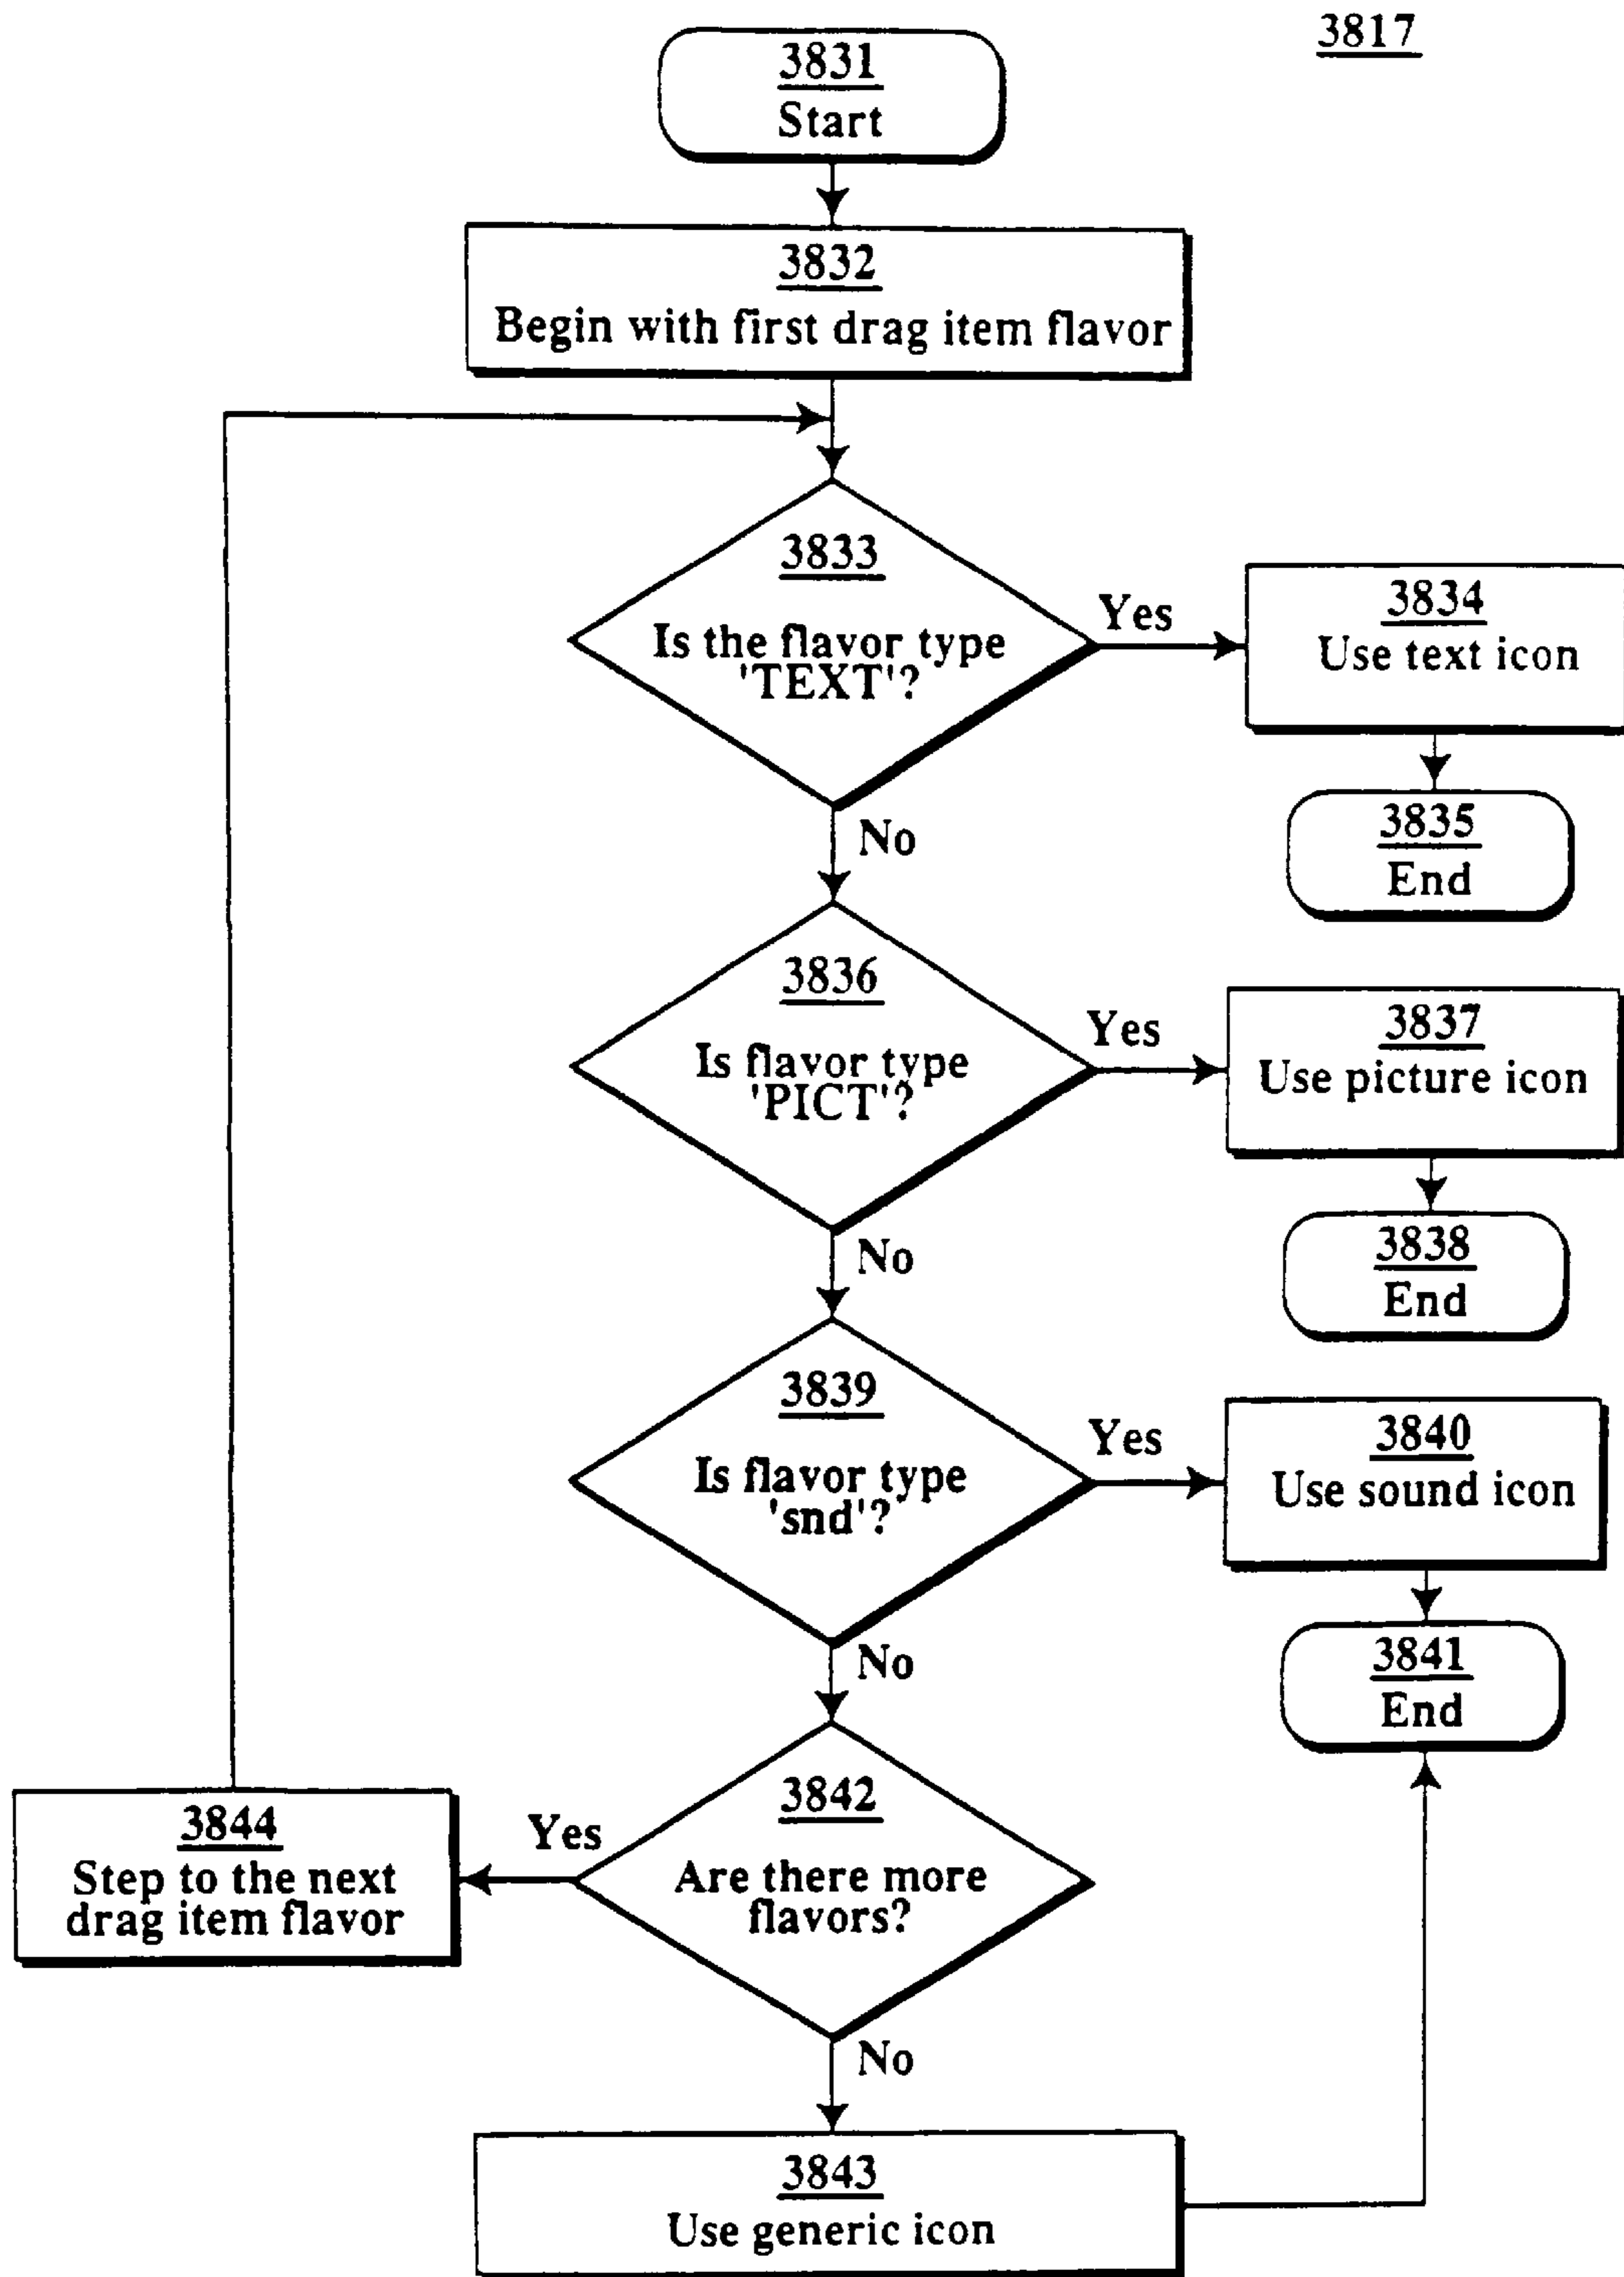 3817
3831
Start
3832
Begin with first drag item flavor
3833
Is the flavor type
'TEXT'?
Yes
3834
Use text icon
3835
End
No
3836
Is flavor type
'PICT'?
Yes
3837
Use picture icon
3838
End
No
3839
Is flavor type
'snd'?
Yes
3840
Use sound icon
3841
End
No
3842
Are there more
flavors?
Yes
3844
Step to the next
drag item flavor
No
3843
Use generic icon